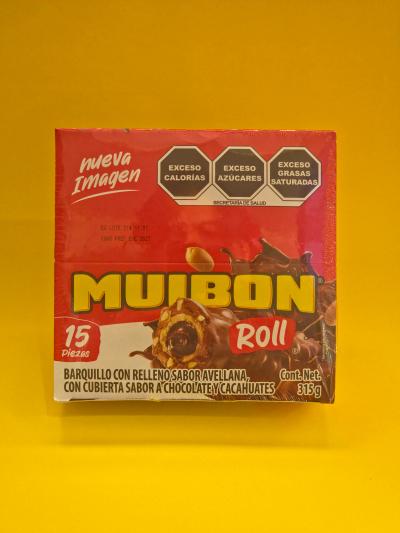 nueva
Imagen
EXCESO
CALORÍAS
EXCESO
AZÚCARES
EXCESO
GRASAS
SATURADAS
SECRETARÍA DE SALUD
MUIBON®
Roll
15
Piezas
BARQUILLO CON RELLENO SABOR AVELLANA,
CON CUBIERTA SABOR A CHOCOLATE Y CACAHUATES
Cont. Net.
315 g